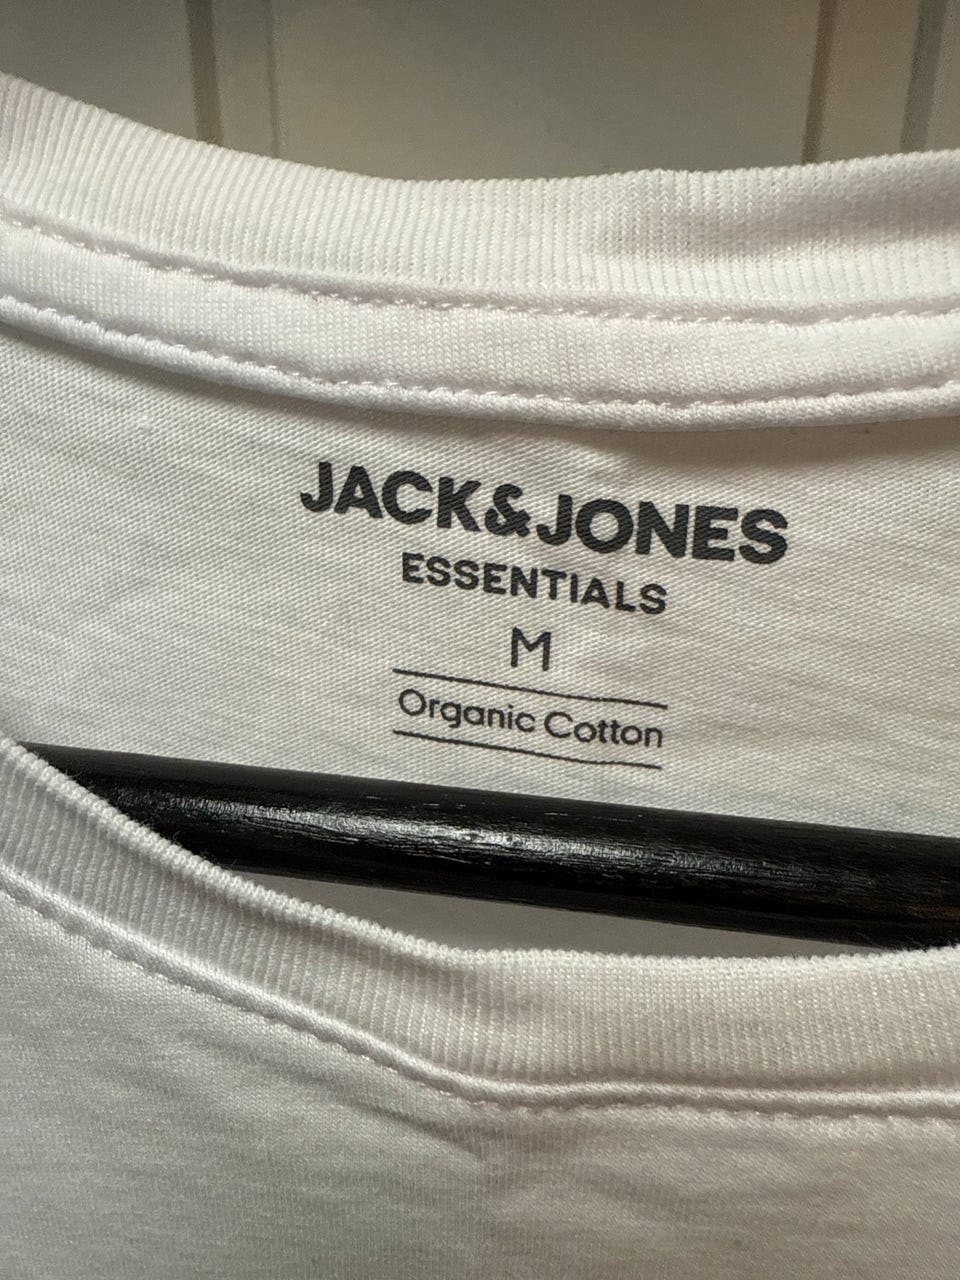 JACK&JONES
ESSENTIALS
M
Organic Cotton